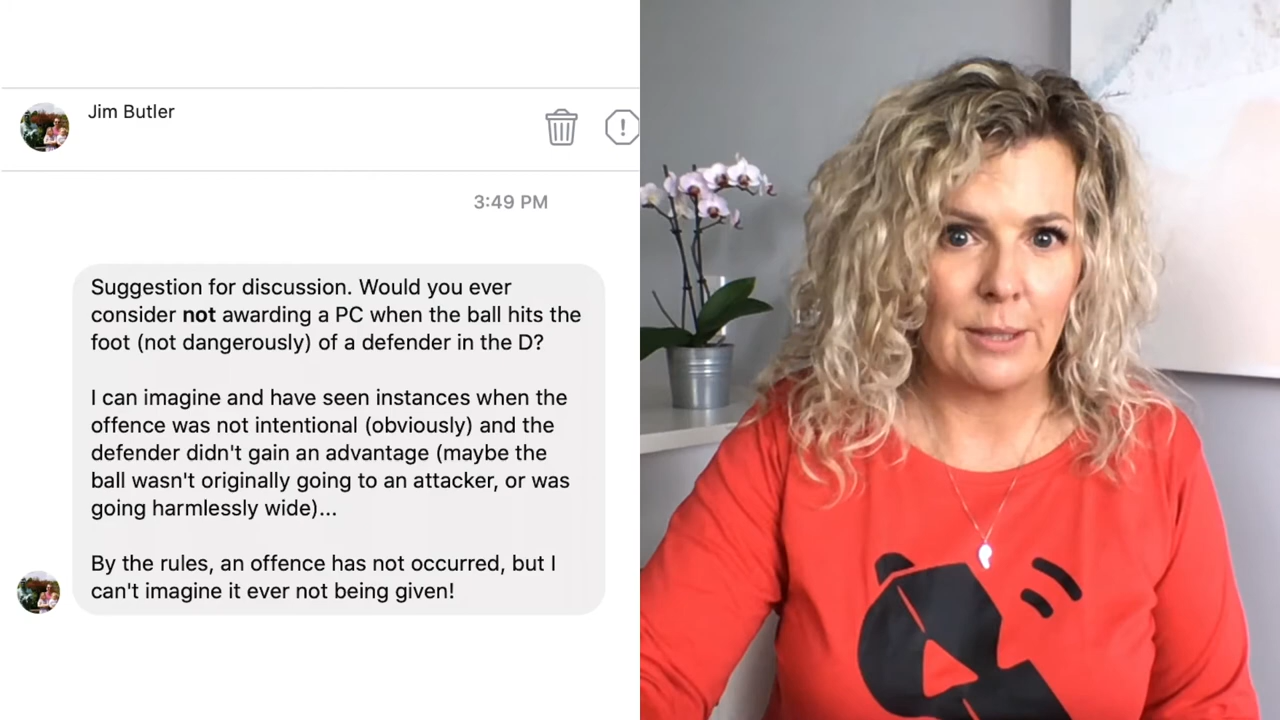 Jim Butler
3:49 PM
Suggestion for discussion. Would you ever
consider not awarding a PC when the ball hits the
foot (not dangerously) of a defender in the D?
I can imagine and have seen instances when the
offence was not intentional (obviously) and the
defender didn't gain an advantage (maybe the
ball wasn't originally going to an attacker, or was
going harmlessly wide)...
By the rules, an offence has not occurred, but I
can't imagine it ever not being given!